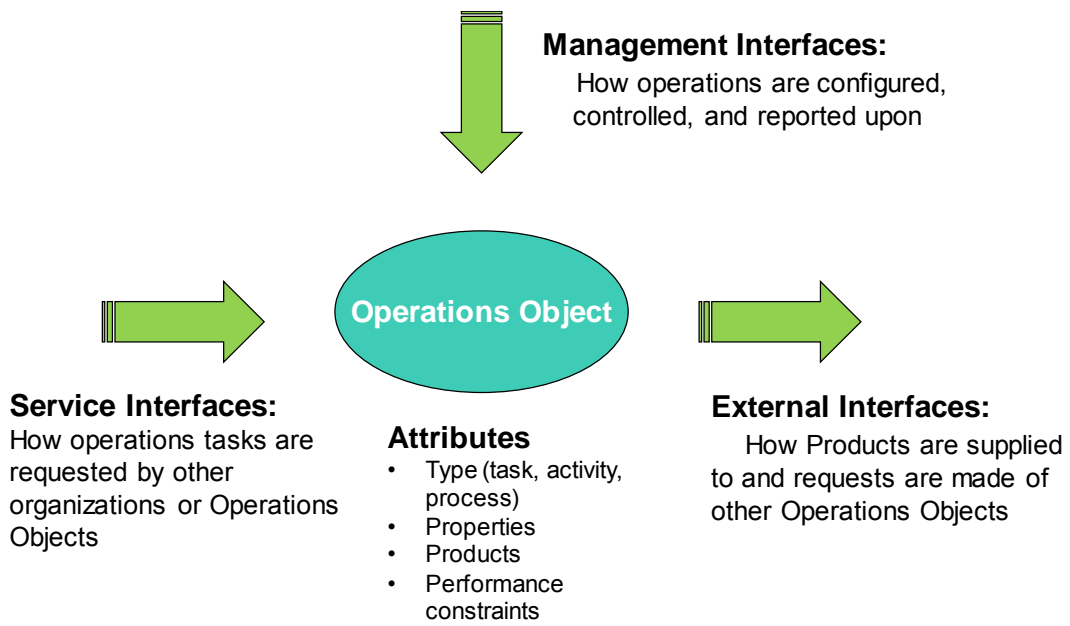 Management Interfaces:
How operations are configured,
controlled, and reported upon
Operations Object
Service Interfaces:
How operations tasks are
requested by other
organizations or Operations
Objects
Attributes
• Type (task, activity,
process)
• Properties
• Products
• Performance
constraints
External Interfaces:
How Products are supplied
to and requests are made of
other Operations Objects